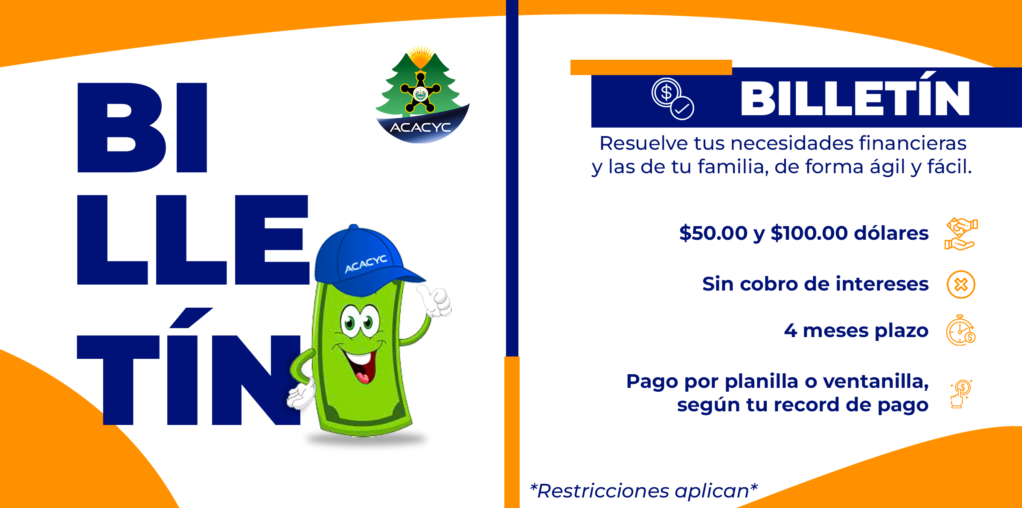 BI
LLE
TÍN
ACACYC
ACACYC
BILLETÍN
Resuelve tus necesidades financieras
y las de tu familia, de forma ágil y fácil.
$50.00 y $100.00 dólares
Sin cobro de intereses
4 meses plazo
Pago por planilla o ventanilla,
según tu record de pago
*Restricciones aplican*